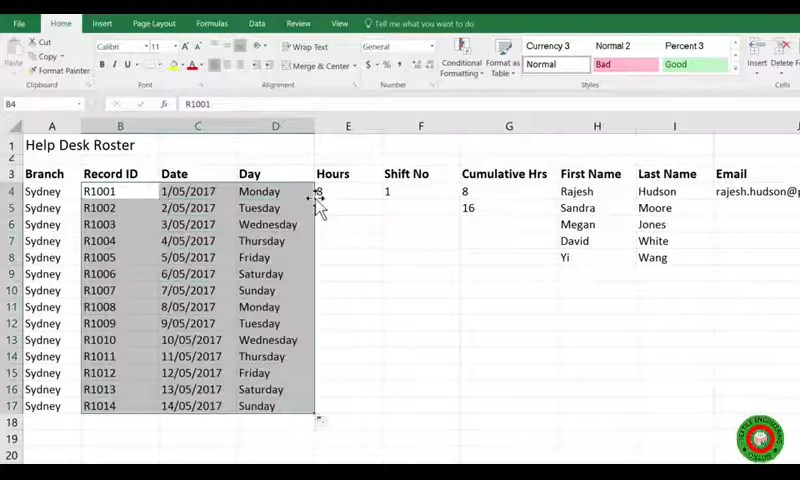 File Home Insert Page Layout Formulas Data Review View Tell me what you want to do
Cut Calibri 11 Wrap Text General Currency 3 Normal 2 Percent 3
Copy
Paste Format Painter B I U A Merge & Center $ % Conditional Formatting Format as Table Normal Bad Good Insert Delete
Clipboard Font Alignment Number Styles Cells
B4 fx R1001
A B C D E F G H I
1 Help Desk Roster
2
3 Branch Record ID Date Day Hours Shift No Cumulative Hrs First Name Last Name Email
4 Sydney R1001 1/05/2017 Monday 8 1 8 Rajesh Hudson rajesh.hudson@p
5 Sydney R1002 2/05/2017 Tuesday 16 Sandra Moore
6 Sydney R1003 3/05/2017 Wednesday Megan Jones
7 Sydney R1004 4/05/2017 Thursday David White
8 Sydney R1005 5/05/2017 Friday Yi Wang
9 Sydney R1006 6/05/2017 Saturday
10 Sydney R1007 7/05/2017 Sunday
11 Sydney R1008 8/05/2017 Monday
12 Sydney R1009 9/05/2017 Tuesday
13 Sydney R1010 10/05/2017 Wednesday
14 Sydney R1011 11/05/2017 Thursday
15 Sydney R1012 12/05/2017 Friday
16 Sydney R1013 13/05/2017 Saturday
17 Sydney R1014 14/05/2017 Sunday
18
19
20
TEXTILE ENGINEERING ONLINE